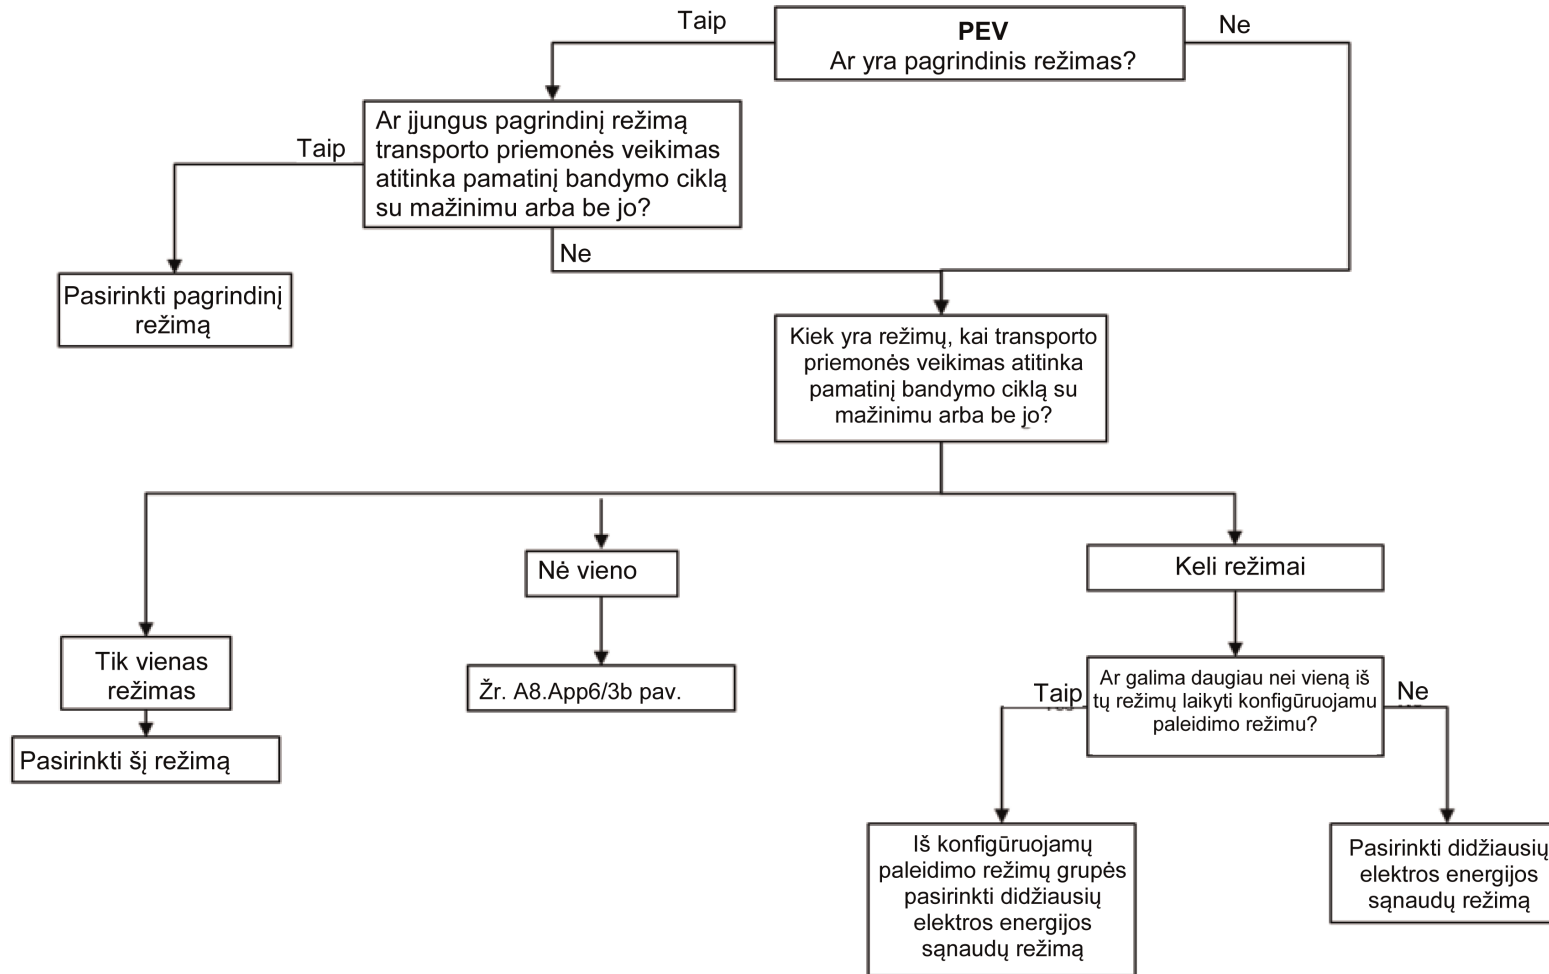 Taip
PEV
Ne
Ar yra pagrindinis režimas?
Ar įjungus pagrindinį režimą
transporto priemonės veikimas
atitinka pamatinį bandymo ciklą
su mažinimu arba be jo?
Taip
Ne
Pasirinkti pagrindinį
režimą
Kiek yra režimų, kai transporto
priemonės veikimas atitinka
pamatinį bandymo ciklą su
mažinimu arba be jo?
Nė vieno
Keli režimai
Tik vienas
režimas
Žr. A8.App6/3b pav.
Ar galima daugiau nei vieną iš
tų režimų laikyti konfigūruojamu
paleidimo režimu?
Taip
Ne
Pasirinkti šį režimą
Iš konfigūruojamų
paleidimo režimų grupės
pasirinkti didžiausių
elektros energijos
sąnaudų režimą
Pasirinkti didžiausių
elektros energijos
sąnaudų režimą